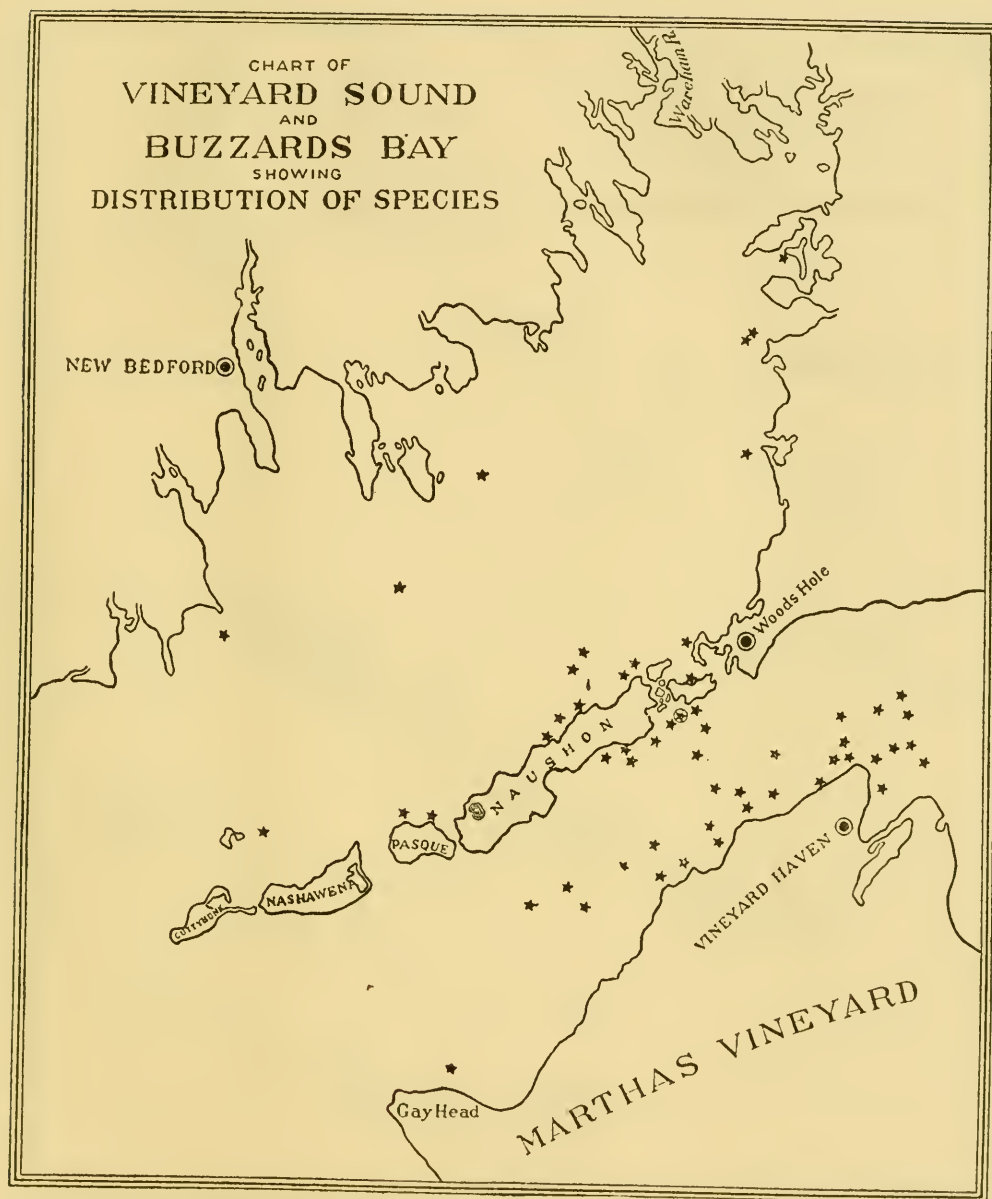 CHART OF
VINEYARD SOUND
AND
BUZZARDS BAY
SHOWING
DISTRIBUTION OF SPECIES
Wareham R.
NEW BEDFORD
Woods Hole
NAUSHON
PASQUE
NASHAWENA
CUTTYHUNK
VINEYARD HAVEN
MARTHAS VINEYARD
Gay Head